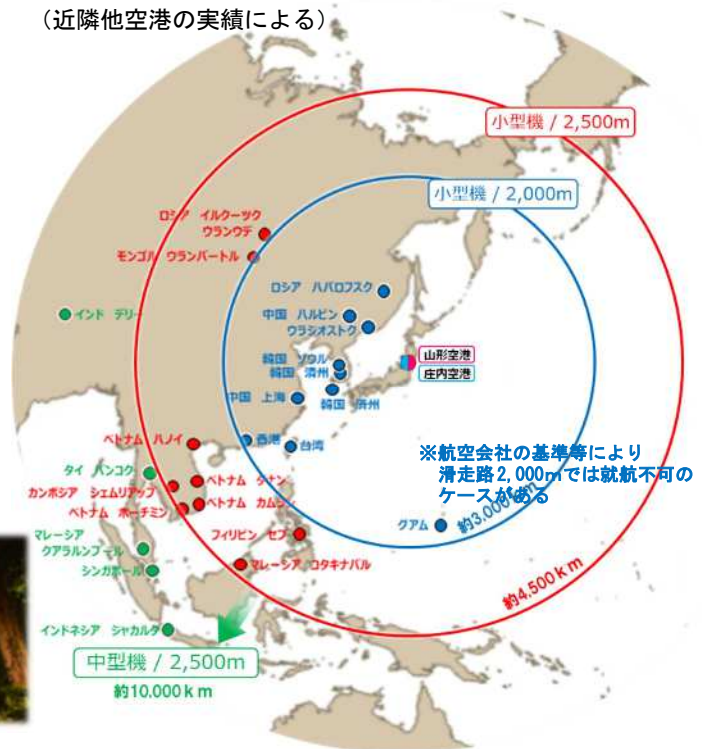 (近隣他空港の実績による)
小型機 / 2,500m
小型機 / 2,000m
ロシア イルクーツク
ウランウデ
モンゴル ウランバートル
ロシア ハバロフスク
インド デリー
中国 ハルビン
ウラジオストク
山形空港
庄内空港
韓国 ソウル
韓国 済州
中国 上海
韓国 済州
香港
台湾
ベトナム ハノイ
※航空会社の基準等により
滑走路2,000mでは就航不可の
ケースがある
タイ バンコク
カンボジア シェムリアップ
ベトナム ダナン
ベトナム カムラン
ベトナム ホーチミン
グアム
約3,000km
フィリピン セブ
マレーシア
クアラルンプール
シンガポール
マレーシア コタキナバル
約4,500km
インドネシア ジャカルタ
中型機 / 2,500m
約10,000km